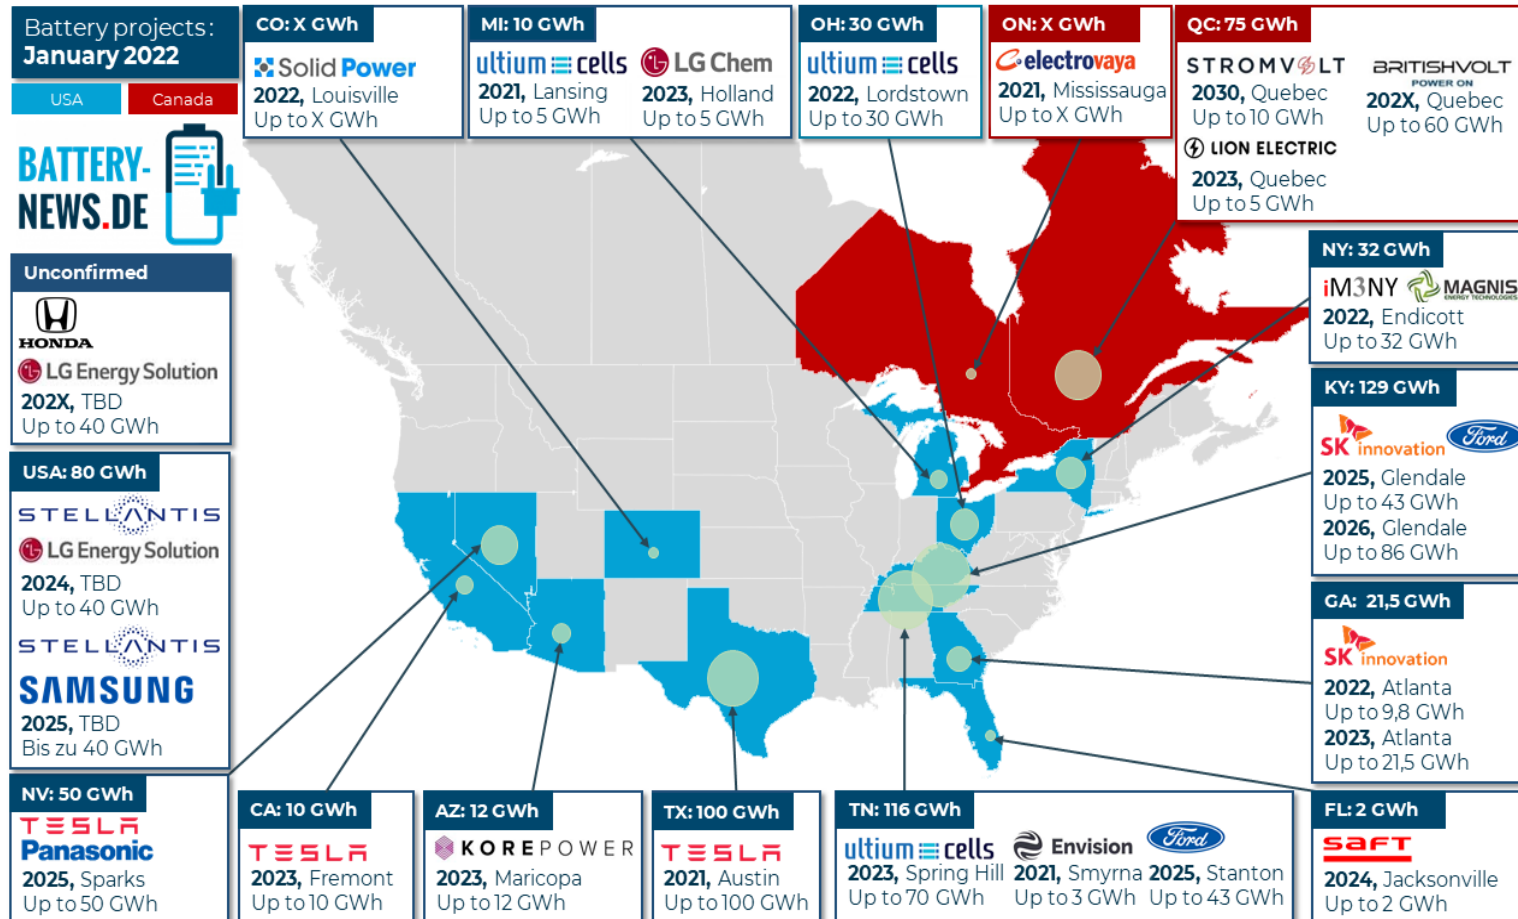 Battery projects:
January 2022
USA
Canada
BATTERY-
NEWS.DE
CO: X GWh
Solid Power
2022, Louisville
Up to X GWh
MI: 10 GWh
ultium cells
2021, Lansing
Up to 5 GWh
LG Chem
2023, Holland
Up to 5 GWh
OH: 30 GWh
ultium cells
2022, Lordstown
Up to 30 GWh
ON: X GWh
electrovaya
2021, Mississauga
Up to X GWh
QC: 75 GWh
STROMVOLT
2030, Quebec
Up to 10 GWh
BRITISHVOLT
POWER ON
202X, Quebec
Up to 60 GWh
LION ELECTRIC
2023, Quebec
Up to 5 GWh
Unconfirmed
HONDA
LG Energy Solution
202X, TBD
Up to 40 GWh
USA: 80 GWh
STELLANTIS
LG Energy Solution
2024, TBD
Up to 40 GWh
STELLANTIS
SAMSUNG
2025, TBD
Bis zu 40 GWh
NY: 32 GWh
iM3NY
MAGNIS
ENERGY TECHNOLOGIES
2022, Endicott
Up to 32 GWh
KY: 129 GWh
SK innovation
Ford
2025, Glendale
Up to 43 GWh
2026, Glendale
Up to 86 GWh
GA: 21,5 GWh
SK innovation
2022, Atlanta
Up to 9,8 GWh
2023, Atlanta
Up to 21,5 GWh
NV: 50 GWh
TESLA
Panasonic
2025, Sparks
Up to 50 GWh
CA: 10 GWh
TESLA
2023, Fremont
Up to 10 GWh
AZ: 12 GWh
KOREPOWER
2023, Maricopa
Up to 12 GWh
TX: 100 GWh
TESLA
2021, Austin
Up to 100 GWh
TN: 116 GWh
ultium cells
2023, Spring Hill
Up to 70 GWh
Envision
2021, Smyrna
Up to 3 GWh
Ford
2025, Stanton
Up to 43 GWh
FL: 2 GWh
saft
2024, Jacksonville
Up to 2 GWh